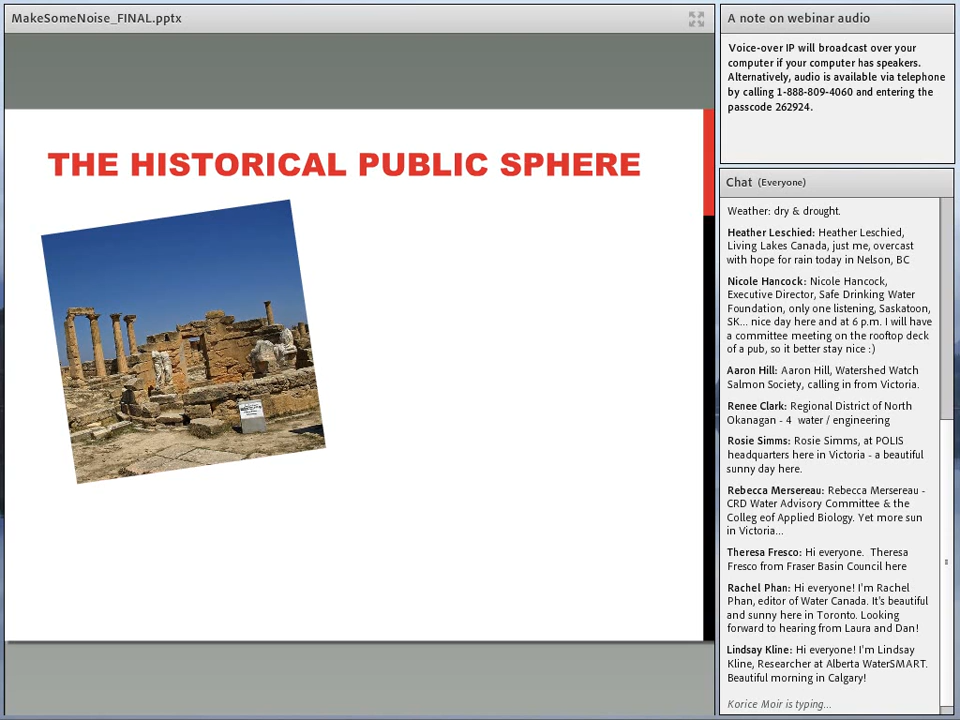 MakeSomeNoise_FINAL.pptx
THE HISTORICAL PUBLIC SPHERE
A note on webinar audio
Voice-over IP will broadcast over your
computer if your computer has speakers.
Alternatively, audio is available via telephone
by calling 1-888-809-4060 and entering the
passcode 262924.
Chat (Everyone)
Weather: dry & drought.
Heather Leschied: Heather Leschied,
Living Lakes Canada, just me, overcast
with hope for rain today in Nelson, BC
Nicole Hancock: Nicole Hancock,
Executive Director, Safe Drinking Water
Foundation, only one listening, Saskatoon,
SK... nice day here and at 6 p.m. I will have
a committee meeting on the rooftop deck
of a pub, so it better stay nice :)
Aaron Hill: Aaron Hill, Watershed Watch
Salmon Society, calling in from Victoria.
Renee Clark: Regional District of North
Okanagan - 4 water / engineering
Rosie Simms: Rosie Simms, at POLIS
headquarters here in Victoria - a beautiful
sunny day here.
Rebecca Mersereau: Rebecca Mersereau -
CRD Water Advisory Committee & the
Colleg eof Applied Biology. Yet more sun
in Victoria...
Theresa Fresco: Hi everyone. Theresa
Fresco from Fraser Basin Council here
Rachel Phan: Hi everyone! I'm Rachel
Phan, editor of Water Canada. It's beautiful
and sunny here in Toronto. Looking
forward to hearing from Laura and Dan!
Lindsay Kline: Hi everyone! I'm Lindsay
Kline, Researcher at Alberta WaterSMART.
Beautiful morning in Calgary!
Korice Moir is typing...